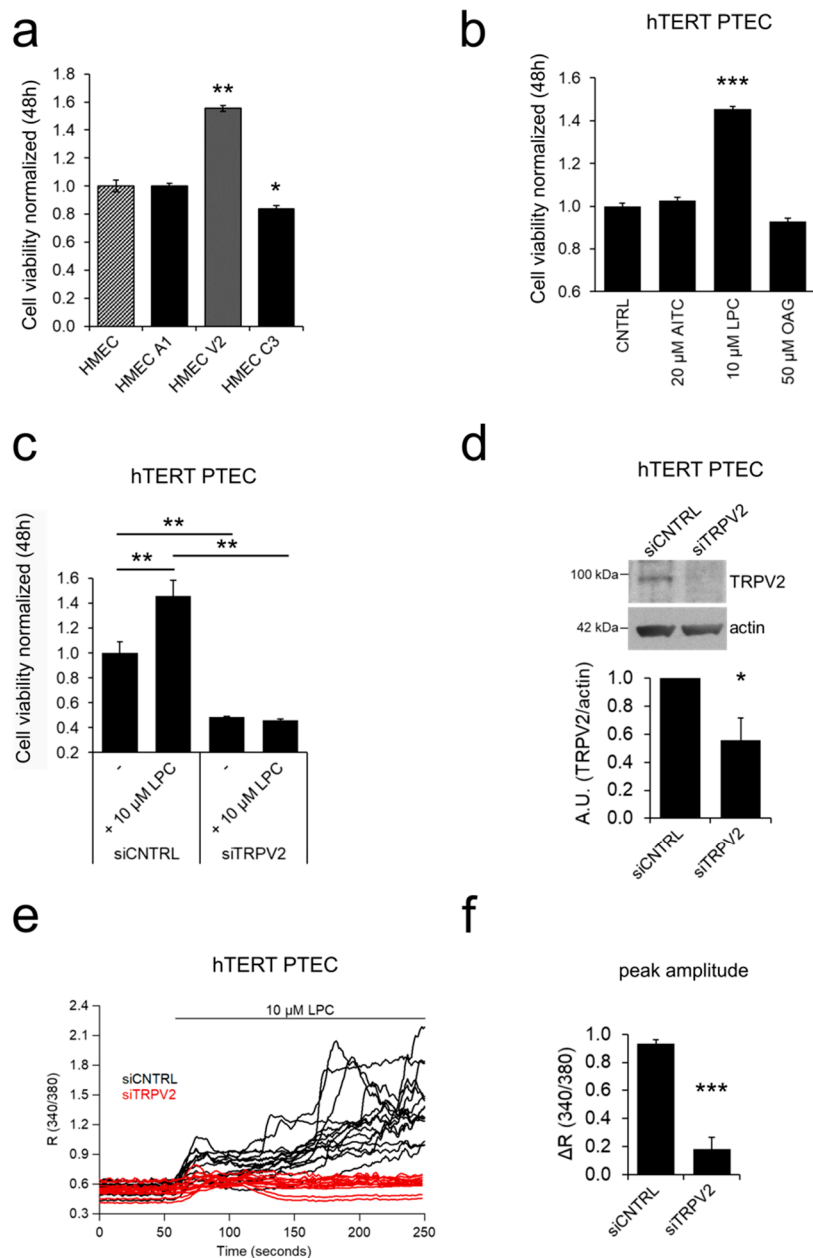 a
Cell viability normalized (48h)
1.8
1.6
1.4
1.2
1.0
0.8
0.6
0.4
0.2
0.0
**
*
HMEC
HMEC A1
HMEC V2
HMEC C3
b
hTERT PTEC
Cell viability normalized (48h)
1.6
1.4
1.2
1.0
0.8
0.6
***
CNTRL
20 µM AITC
10 µM LPC
50 µM OAG
c
hTERT PTEC
Cell viability normalized (48h)
**
**
**
1.6
1.4
1.2
1.0
0.8
0.6
0.4
0.2
-
+ 10 µM LPC
-
+ 10 µM LPC
siCNTRL
siTRPV2
d
hTERT PTEC
siCNTRL
siTRPV2
100 kDa
TRPV2
42 kDa
actin
A.U. (TRPV2/actin)
1.0
0.8
0.6
0.4
0.2
0.0
*
siCNTRL
siTRPV2
e
hTERT PTEC
10 µM LPC
R (340/380)
2.4
2.1
1.8
1.5
1.2
0.9
0.6
0.3
siCNTRL
siTRPV2
0
50
100
150
200
250
Time (seconds)
f
peak amplitude
ΔR (340/380)
1.0
0.8
0.6
0.4
0.2
0.0
***
siCNTRL
siTRPV2